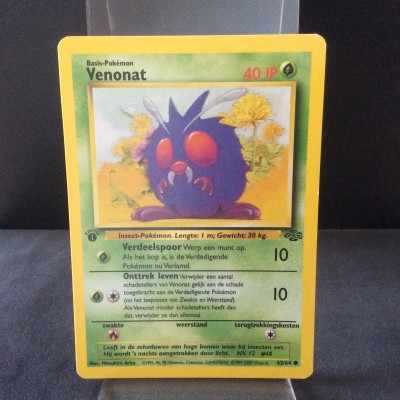 Basis-Pokémon
Venonat
40 IP
Insect-Pokémon. Lengte: 1 m; Gewicht: 30 kg.
Verdeelspoor Werp een munt op.
Als het kop is, is de Verdedigende
Pokémon nu Verlamd.
10
Onttrek leven Verwijder een aantal
schadestenen van Venonat gelijk aan de schade
toegebracht aan de Verdedigende Pokémon
(na het toepassen van Zwakte en Weerstand).
Als Venonat minder schadestenen heeft dan
dat, verwijder ze dan allemaal.
10
zwakte weerstand terugtrekkingskosten
Leeft in de schaduwen van hoge bomen waar hij insecten eet.
Hij wordt 's nachts aangetrokken door licht. NV. 12 #48
63/64